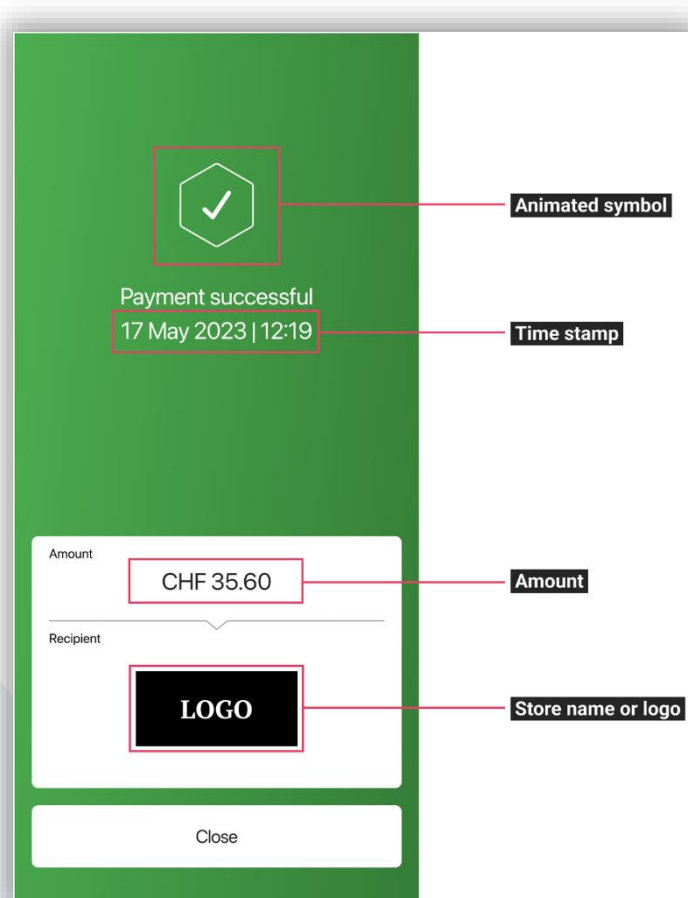 Animated symbol
Payment successful
17 May 2023 | 12:19
Time stamp
Amount
CHF 35.60
Amount
Recipient
LOGO
Store name or logo
Close